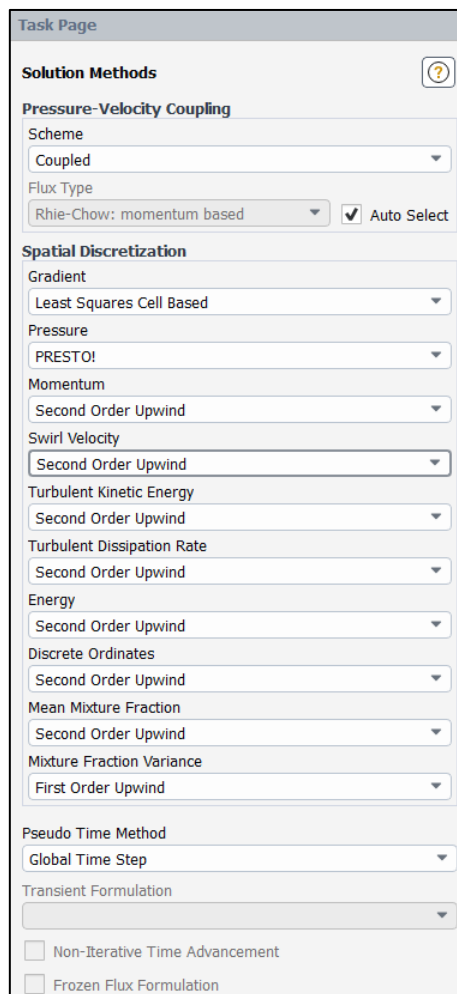 Task Page
Solution Methods
?
Pressure-Velocity Coupling
Scheme
Coupled
Flux Type
Rhie-Chow: momentum based Auto Select
Spatial Discretization
Gradient
Least Squares Cell Based
Pressure
PRESTO!
Momentum
Second Order Upwind
Swirl Velocity
Second Order Upwind
Turbulent Kinetic Energy
Second Order Upwind
Turbulent Dissipation Rate
Second Order Upwind
Energy
Second Order Upwind
Discrete Ordinates
Second Order Upwind
Mean Mixture Fraction
Second Order Upwind
Mixture Fraction Variance
First Order Upwind
Pseudo Time Method
Global Time Step
Transient Formulation
Non-Iterative Time Advancement
Frozen Flux Formulation